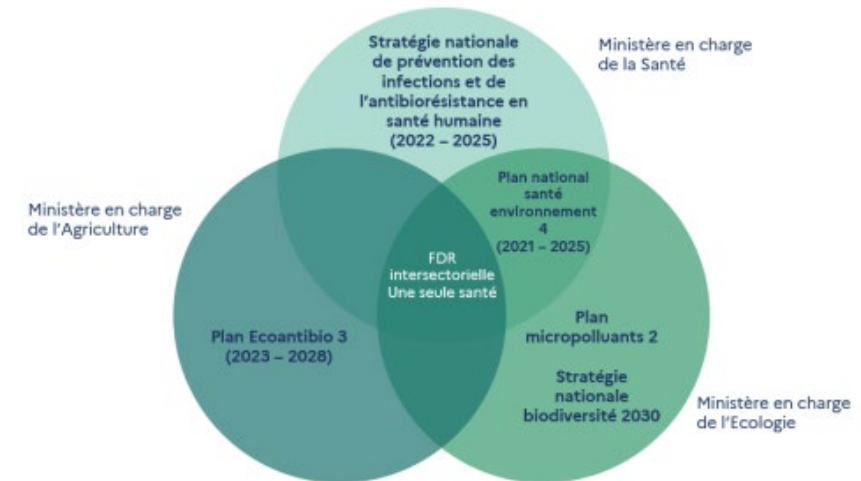 Stratégie nationale
de prévention des
infections et de
l'antibiorésistance en
santé humaine
(2022 – 2025)
Ministère en charge
de la Santé
Plan national
santé
environnement
4
(2021 – 2025)
Ministère en charge
de l'Agriculture
FDR
intersectorielle
Une seule santé
Plan Ecoantibio 3
(2023 – 2028)
Plan
micropolluants 2
Stratégie
nationale
biodiversité 2030
Ministère en charge
de l'Ecologie